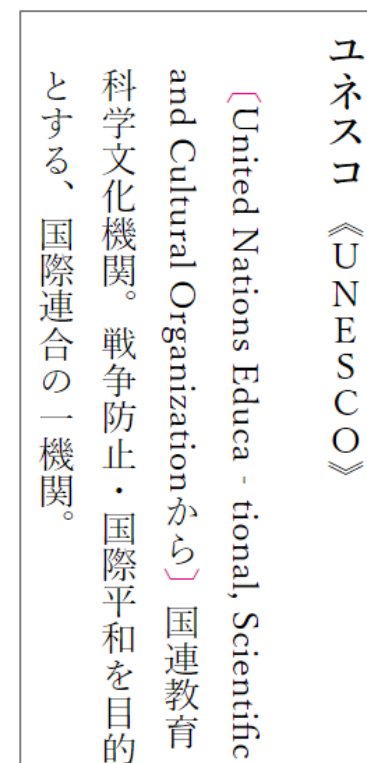 ユネスコ 《UNESCO》
〔United Nations Educa‐tional, Scientific
and Cultural Organizationから〕国連教育
科学文化機関。戦争防止・国際平和を目的
とする、国際連合の一機関。